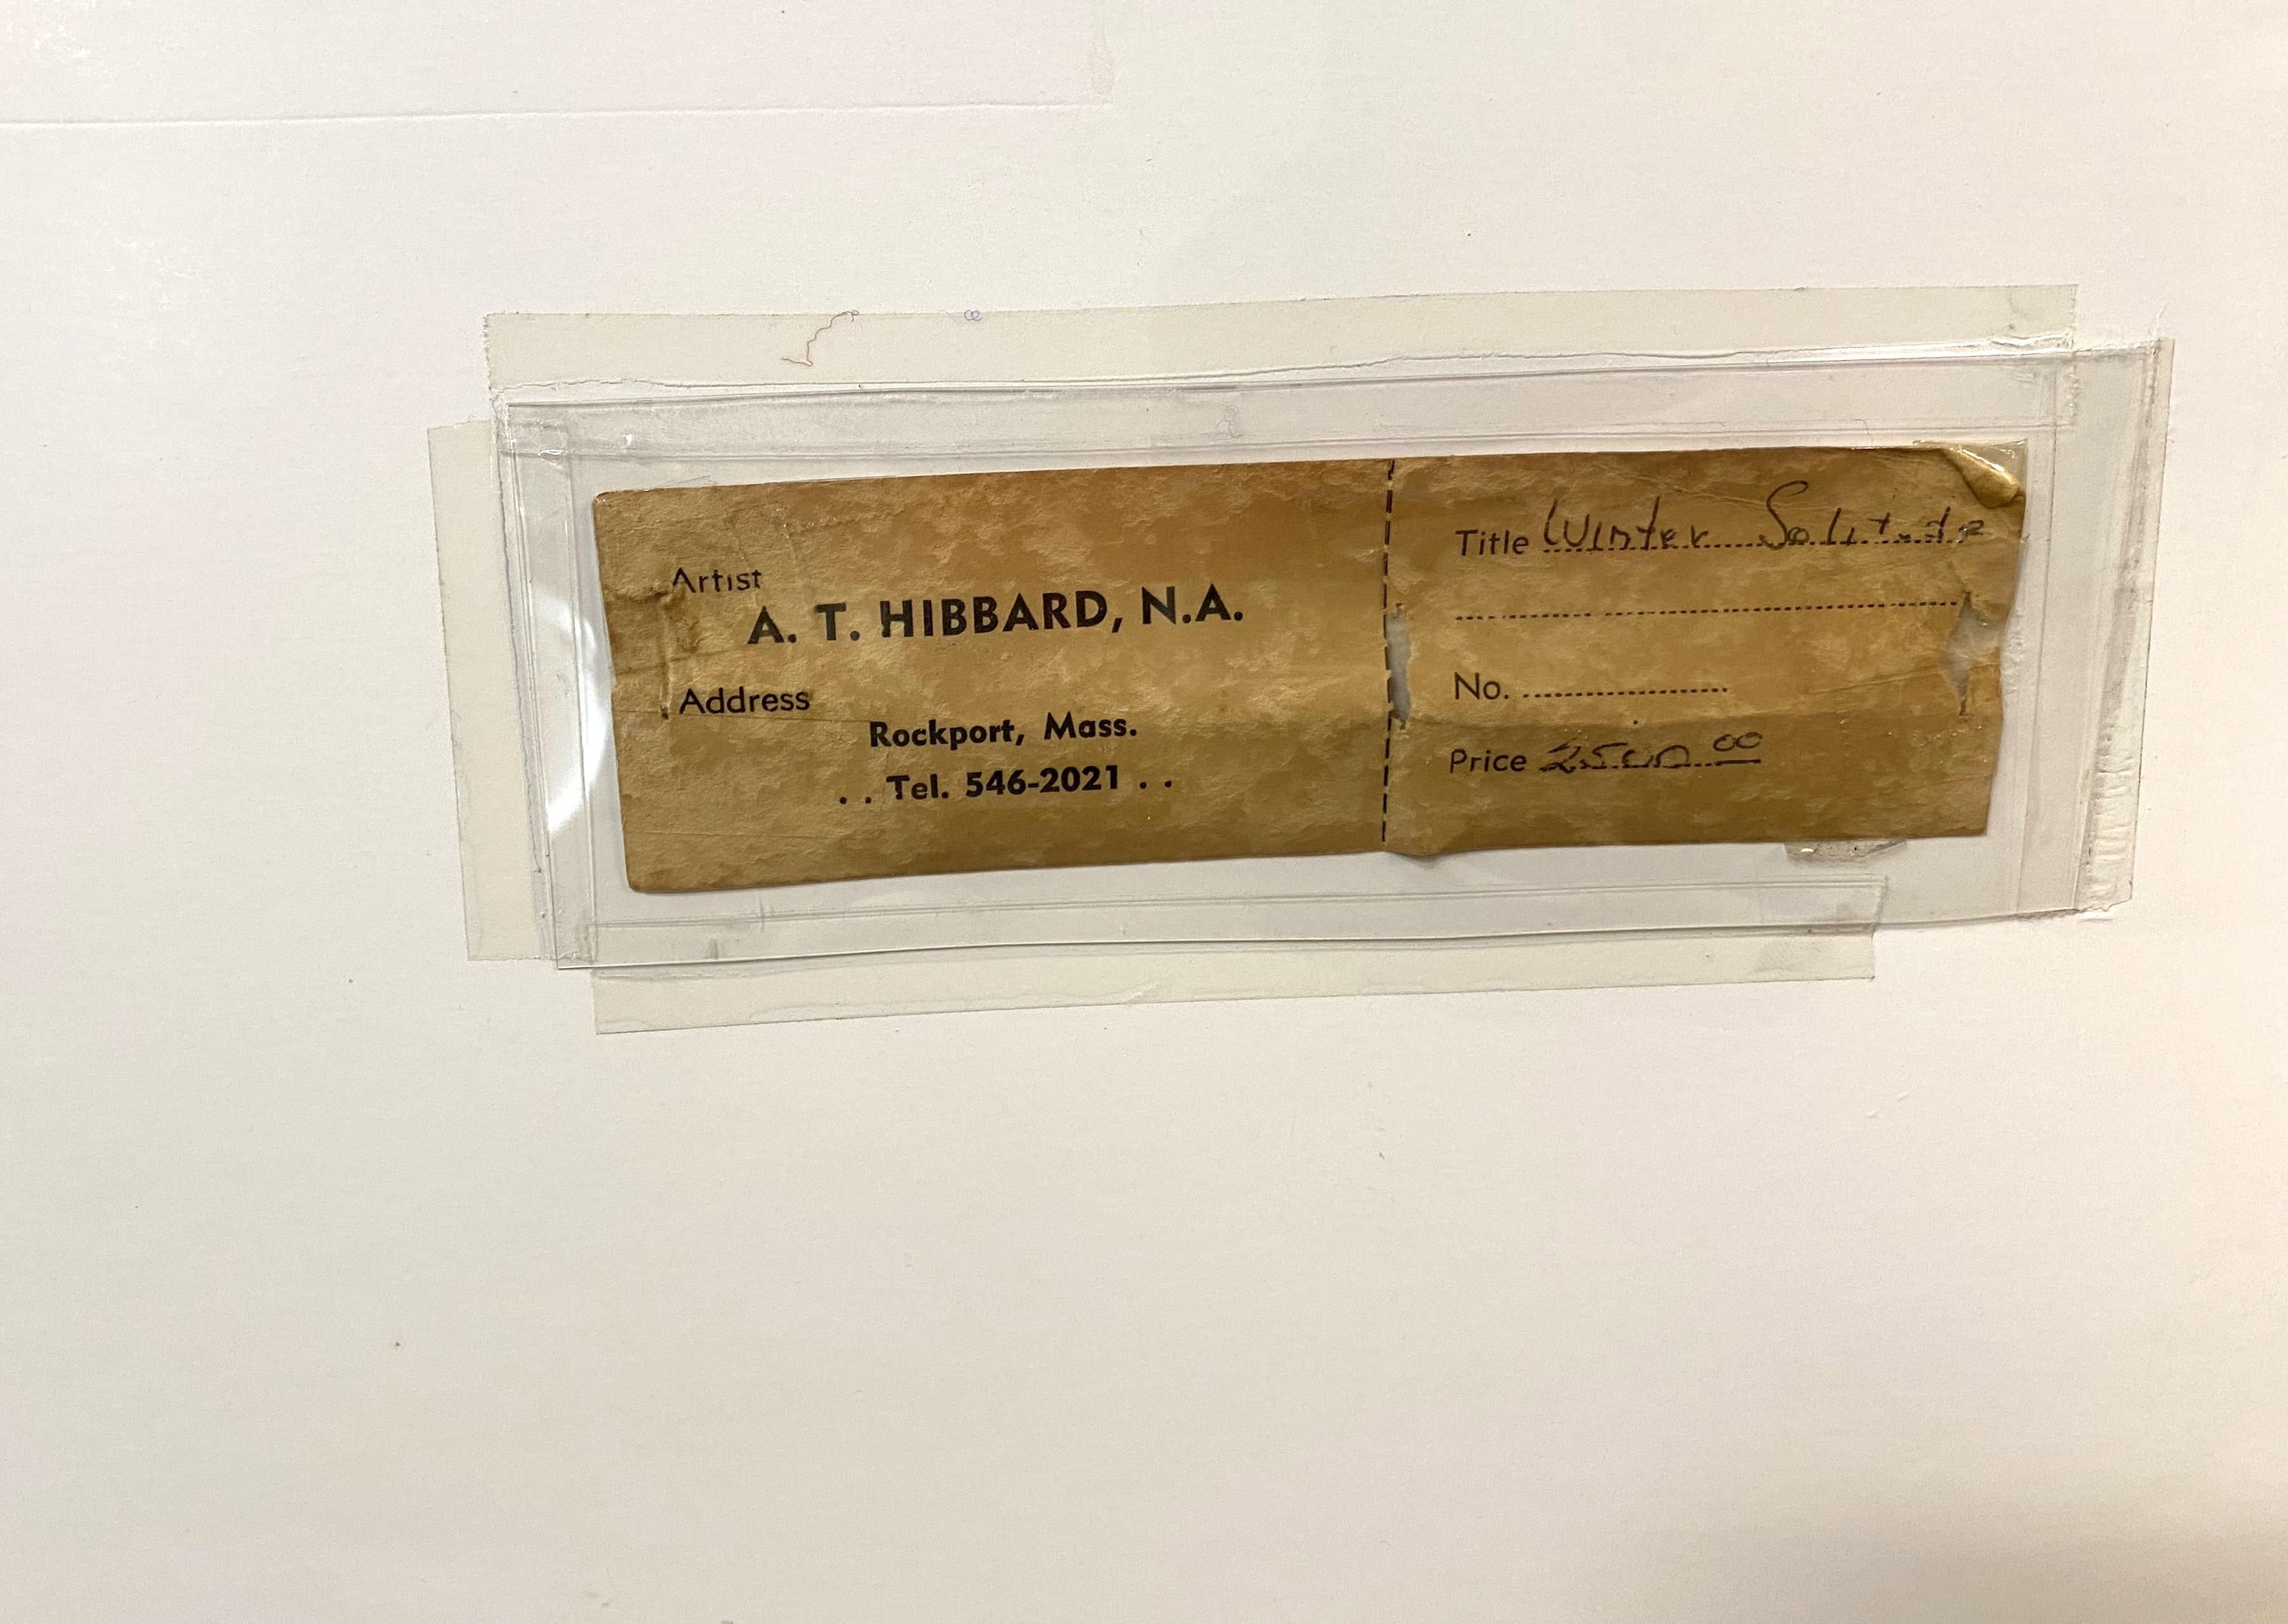 Artist
A. T. HIBBARD, N.A.
Address
Rockport, Mass.
. . Tel. 546-2021 . .
Title Winter Solitude
No.
Price 2500 00